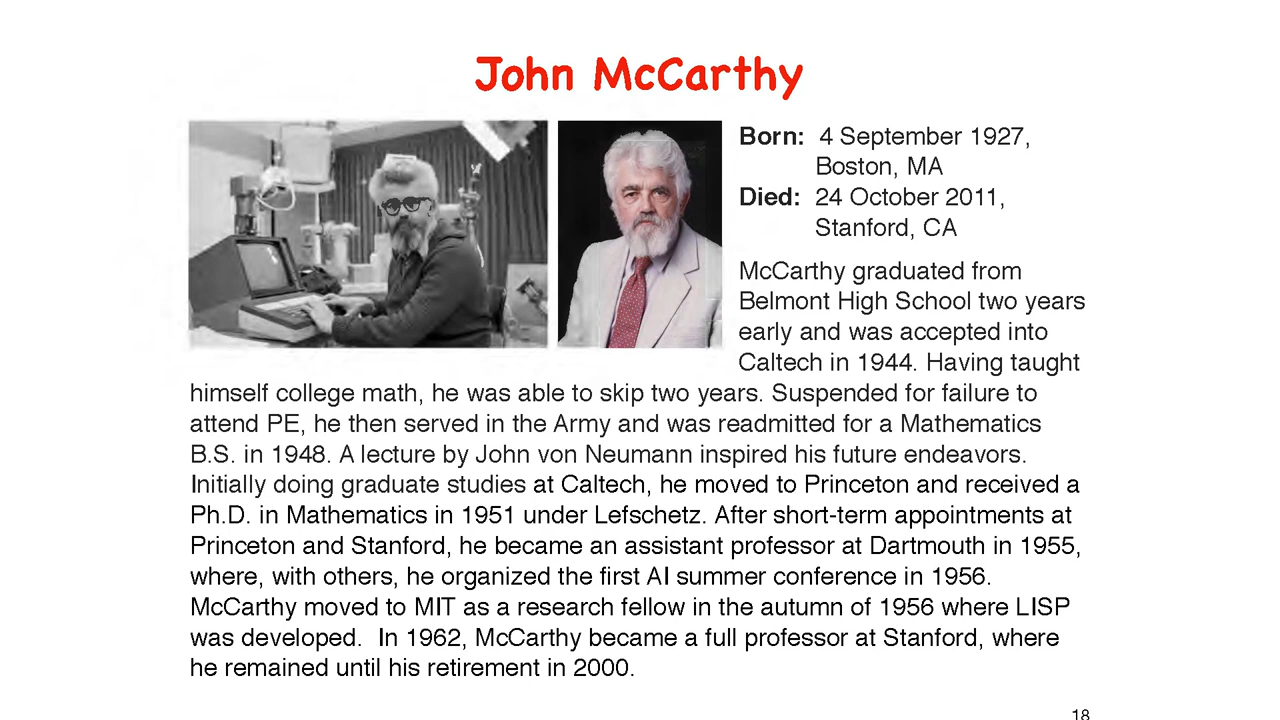 John McCarthy
Born: 4 September 1927,
Boston, MA
Died: 24 October 2011,
Stanford, CA
McCarthy graduated from
Belmont High School two years
early and was accepted into
Caltech in 1944. Having taught
himself college math, he was able to skip two years. Suspended for failure to
attend PE, he then served in the Army and was readmitted for a Mathematics
B.S. in 1948. A lecture by John von Neumann inspired his future endeavors.
Initially doing graduate studies at Caltech, he moved to Princeton and received a
Ph.D. in Mathematics in 1951 under Lefschetz. After short-term appointments at
Princeton and Stanford, he became an assistant professor at Dartmouth in 1955,
where, with others, he organized the first AI summer conference in 1956.
McCarthy moved to MIT as a research fellow in the autumn of 1956 where LISP
was developed.  In 1962, McCarthy became a full professor at Stanford, where
he remained until his retirement in 2000.
18